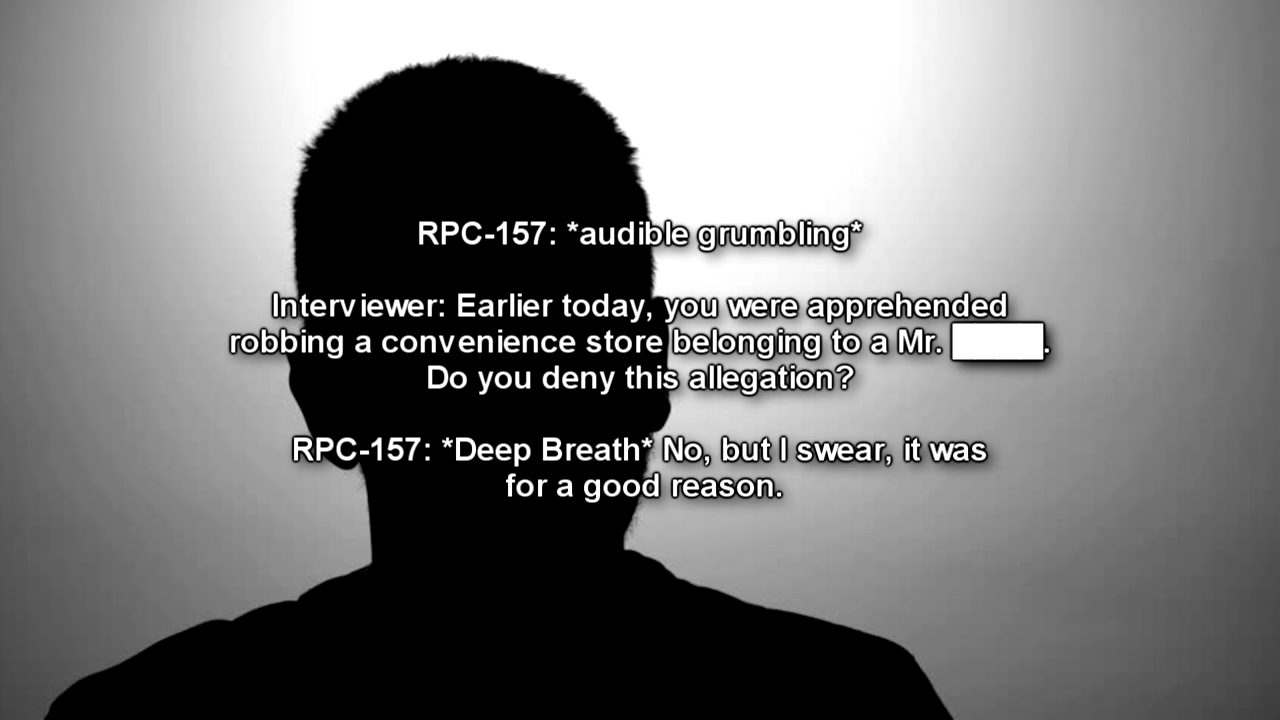 RPC-157: *audible grumbling*
Interviewer: Earlier today, you were apprehended
robbing a convenience store belonging to a Mr. .
Do you deny this allegation?
RPC-157: *Deep Breath* No, but I swear, it was
for a good reason.